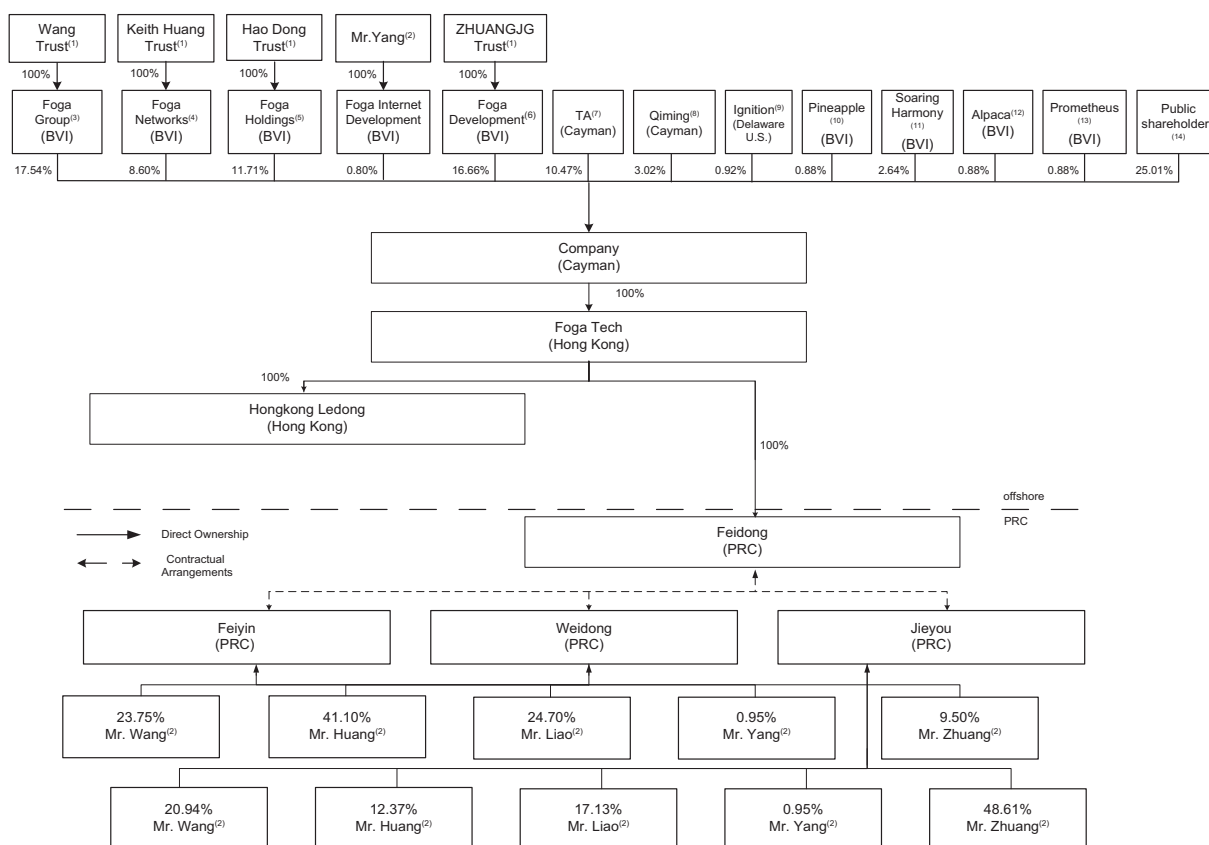 Wang
Trust(1)
Keith Huang
Trust(1)
Hao Dong
Trust(1)
Mr.Yang(2)
ZHUANGJG
Trust(1)
100%
100%
100%
100%
100%
Foga
Group(3)
(BVI)
Foga
Networks(4)
(BVI)
Foga
Holdings(5)
(BVI)
Foga Internet
Development
(BVI)
Foga
Development(6)
(BVI)
TA(7)
(Cayman)
Qiming(8)
(Cayman)
Ignition(9)
(Delaware
U.S.)
Pineapple
(10)
(BVI)
Soaring
Harmony
(11)
(BVI)
Alpaca(12)
(BVI)
Prometheus
(13)
(BVI)
Public
shareholder
(14)
17.54%
8.60%
11.71%
0.80%
16.66%
10.47%
3.02%
0.92%
0.88%
2.64%
0.88%
0.88%
25.01%
Company
(Cayman)
100%
Foga Tech
(Hong Kong)
100%
Hongkong Ledong
(Hong Kong)
100%
offshore
PRC
Direct Ownership
Contractual
Arrangements
Feidong
(PRC)
Feiyin
(PRC)
Weidong
(PRC)
Jieyou
(PRC)
23.75%
Mr. Wang(2)
41.10%
Mr. Huang(2)
24.70%
Mr. Liao(2)
0.95%
Mr. Yang(2)
9.50%
Mr. Zhuang(2)
20.94%
Mr. Wang(2)
12.37%
Mr. Huang(2)
17.13%
Mr. Liao(2)
0.95%
Mr. Yang(2)
48.61%
Mr. Zhuang(2)